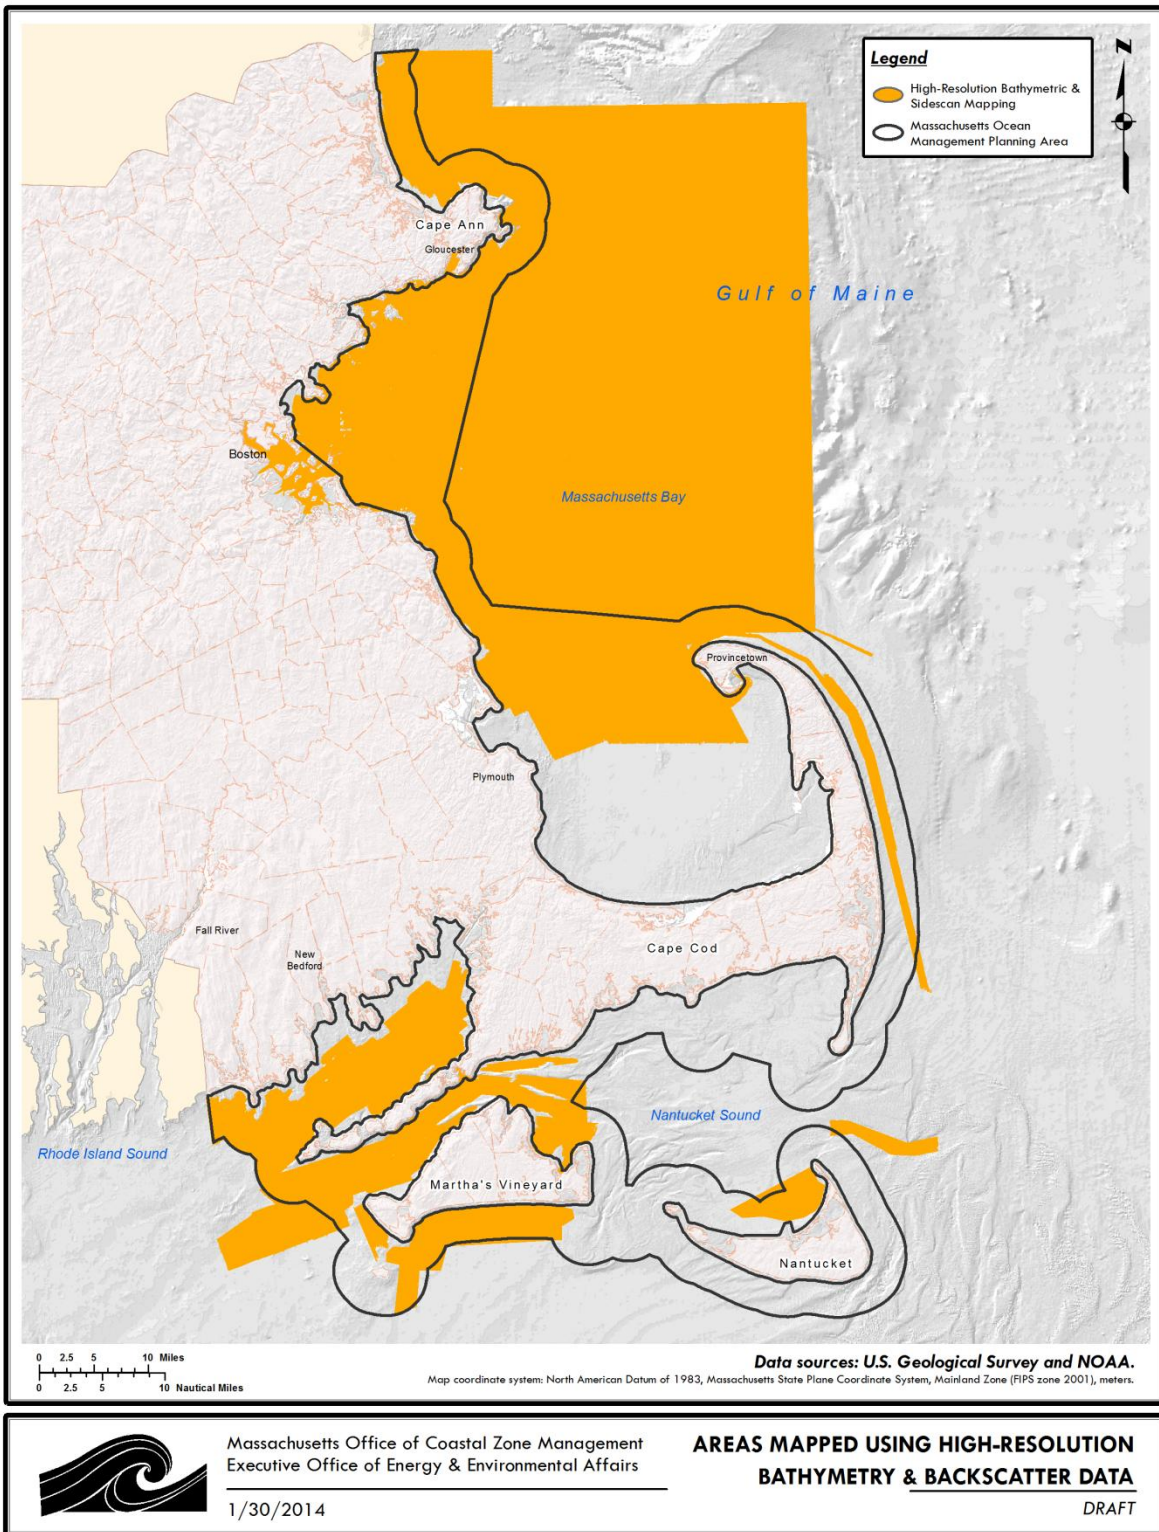 Legend
High-Resolution Bathymetric &
Sidescan Mapping
Massachusetts Ocean
Management Planning Area
N
Cape Ann
Gloucester
Gulf of Maine
Boston
Massachusetts Bay
Provincetown
Plymouth
Fall River
New
Bedford
Cape Cod
Nantucket Sound
Rhode Island Sound
Martha's Vineyard
Nantucket
0 2.5 5 10 Miles
0 2.5 5 10 Nautical Miles
Data sources: U.S. Geological Survey and NOAA.
Map coordinate system: North American Datum of 1983, Massachusetts State Plane Coordinate System, Mainland Zone (FIPS zone 2001), meters.
Massachusetts Office of Coastal Zone Management
Executive Office of Energy & Environmental Affairs
1/30/2014
AREAS MAPPED USING HIGH-RESOLUTION
BATHYMETRY & BACKSCATTER DATA
DRAFT